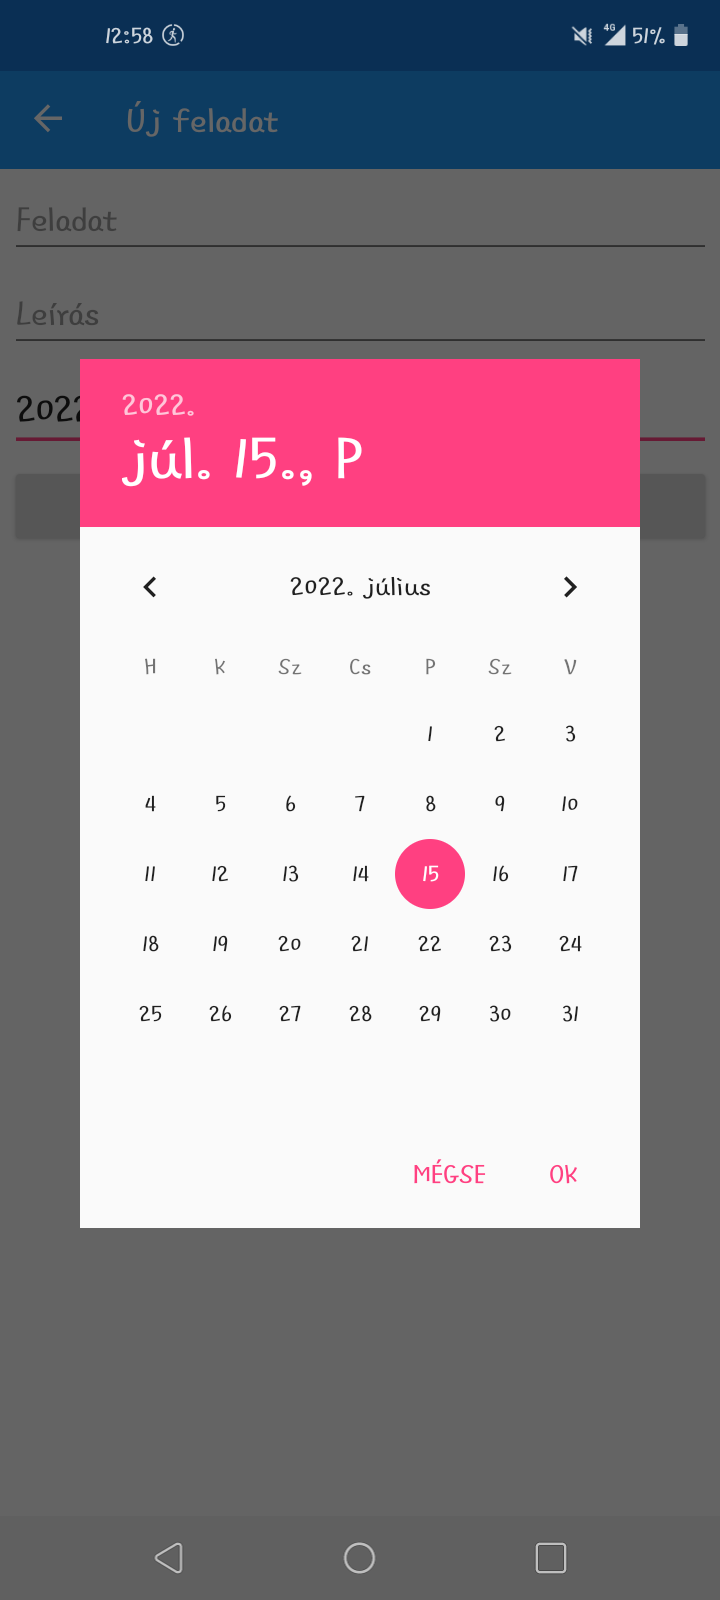 12:58 4G 51%
Új feladat
Feladat
Leírás
2022.
júl. 15., P
2022. július
H K Sz Cs P Sz V
1 2 3
4 5 6 7 8 9 10
11 12 13 14 15 16 17
18 19 20 21 22 23 24
25 26 27 28 29 30 31
MÉGSE OK